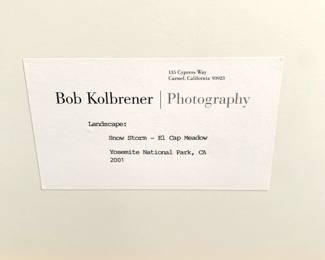 135 Cypress Way
Carmel, California 93923
Bob Kolbrener | Photography
Landscape:
Snow Storm - El Cap Meadow
Yosemite National Park, CA
2001